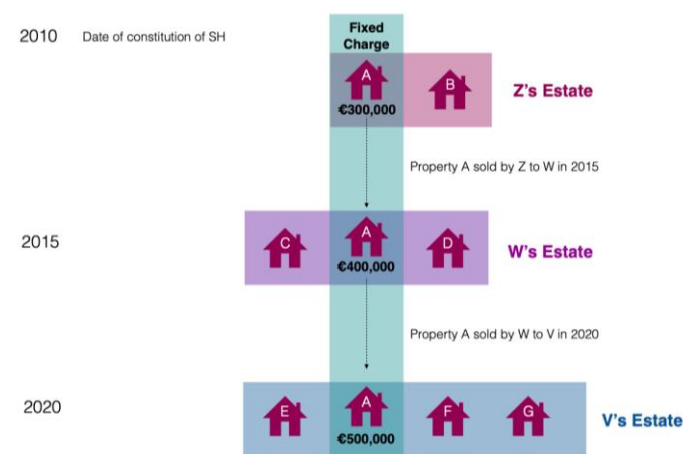 2010
Date of constitution of SH
Fixed
Charge
A
B
€300,000
Z's Estate
Property A sold by Z to W in 2015
2015
C
A
D
€400,000
W's Estate
Property A sold by W to V in 2020
2020
E
A
F
G
€500,000
V's Estate